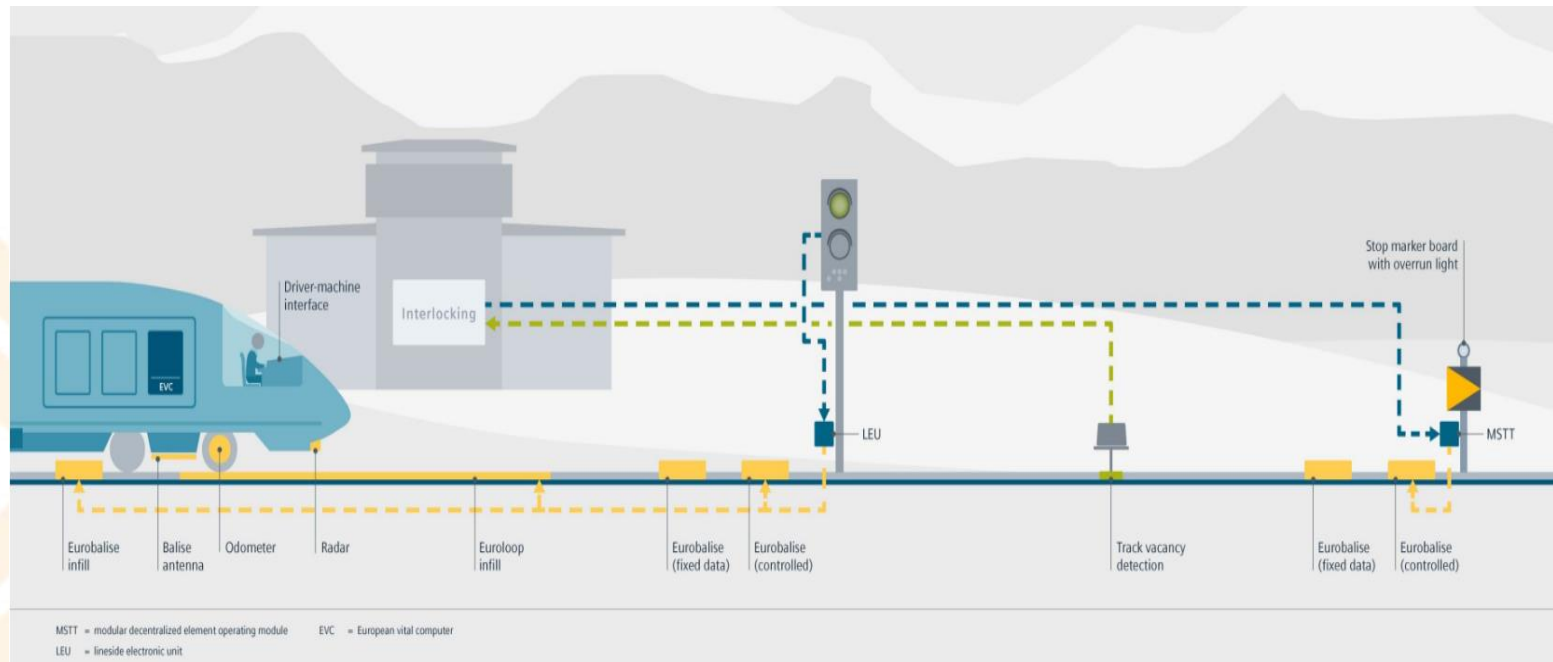 Driver-machine
interface
Interlocking
Stop marker board
with overrun light
EVC
LEU
MSTT
Eurobalise
infill
Balise
antenna
Odometer
Radar
Euroloop
infill
Eurobalise
(fixed data)
Eurobalise
(controlled)
Track vacancy
detection
Eurobalise
(fixed data)
Eurobalise
(controlled)
MSTT = modular decentralized element operating module EVC = European vital computer
LEU = lineside electronic unit